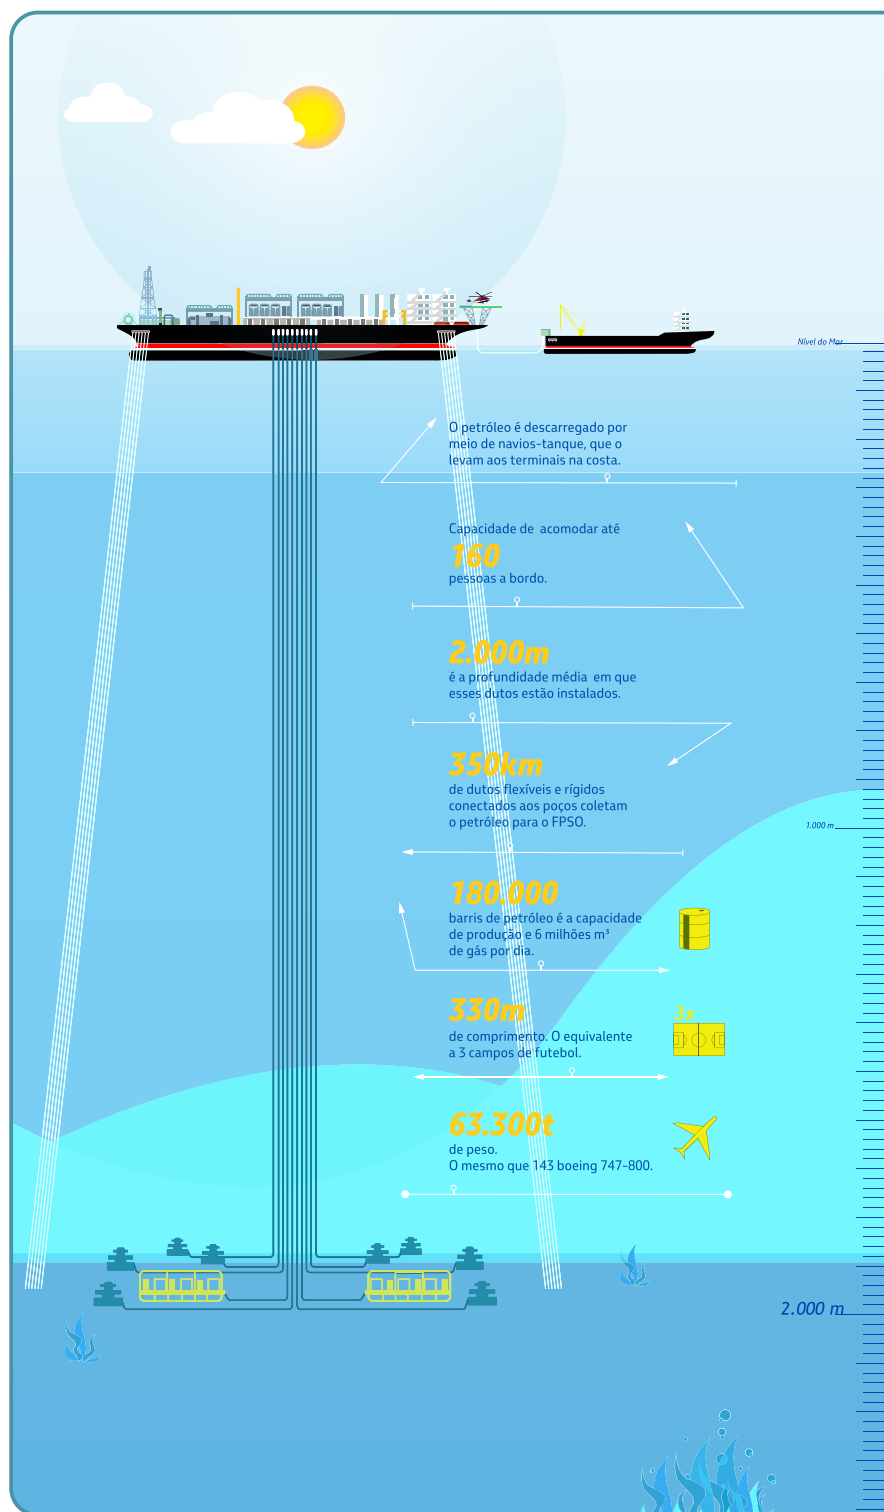 Nível do Mar
O petróleo é descarregado por
meio de navios-tanque, que o
levam aos terminais na costa.
Capacidade de acomodar até
160
pessoas a bordo.
2.000m
é a profundidade média em que
esses dutos estão instalados.
350km
de dutos flexíveis e rígidos
conectados aos poços coletam
o petróleo para o FPSO.
1.000 m
180.000
barris de petróleo é a capacidade
de produção e 6 milhões m³
de gás por dia.
330m
3x
de comprimento. O equivalente
a 3 campos de futebol.
63.300t
de peso.
O mesmo que 143 boeing 747-800.
2.000 m